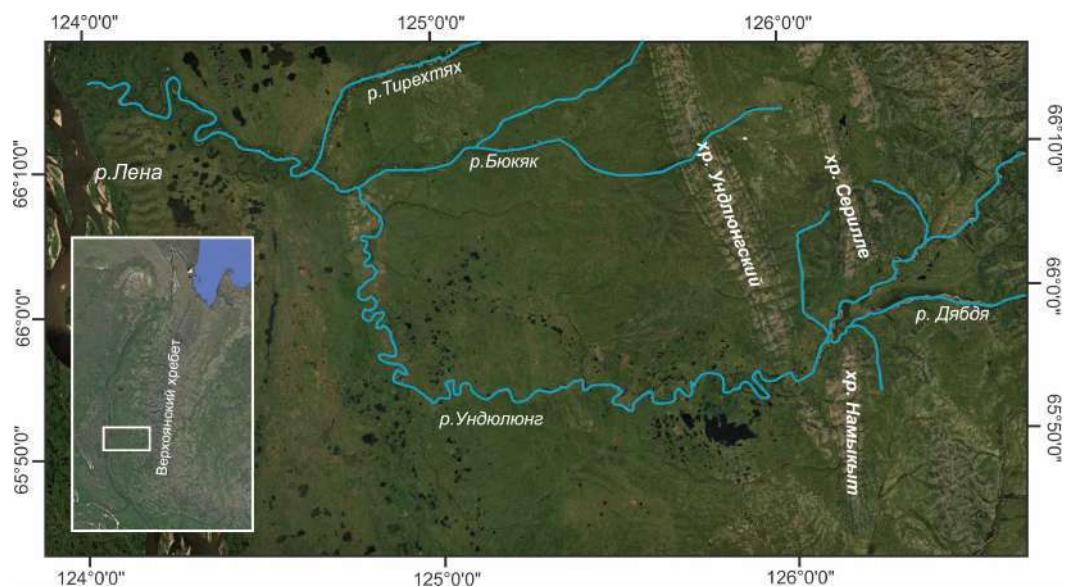 124°0'0"
125°0'0"
126°0'0"
р.Тирехтях
р.Бюкяк
р.Лена
хр. Ундлюнгский
хр. Серилле
66°10'0"
66°10'0"
66°0'0"
66°0'0"
р. Дябдя
Верхоянский хребет
хр. Намыкыт
р.Ундюлюнг
65°50'0"
65°50'0"
124°0'0"
125°0'0"
126°0'0"